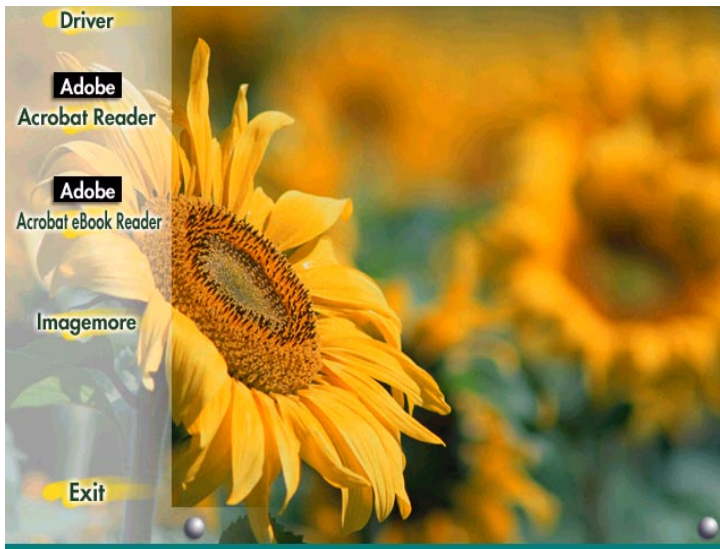 Driver
Adobe
Acrobat Reader
Adobe
Acrobat eBook Reader
Imagemore
Exit